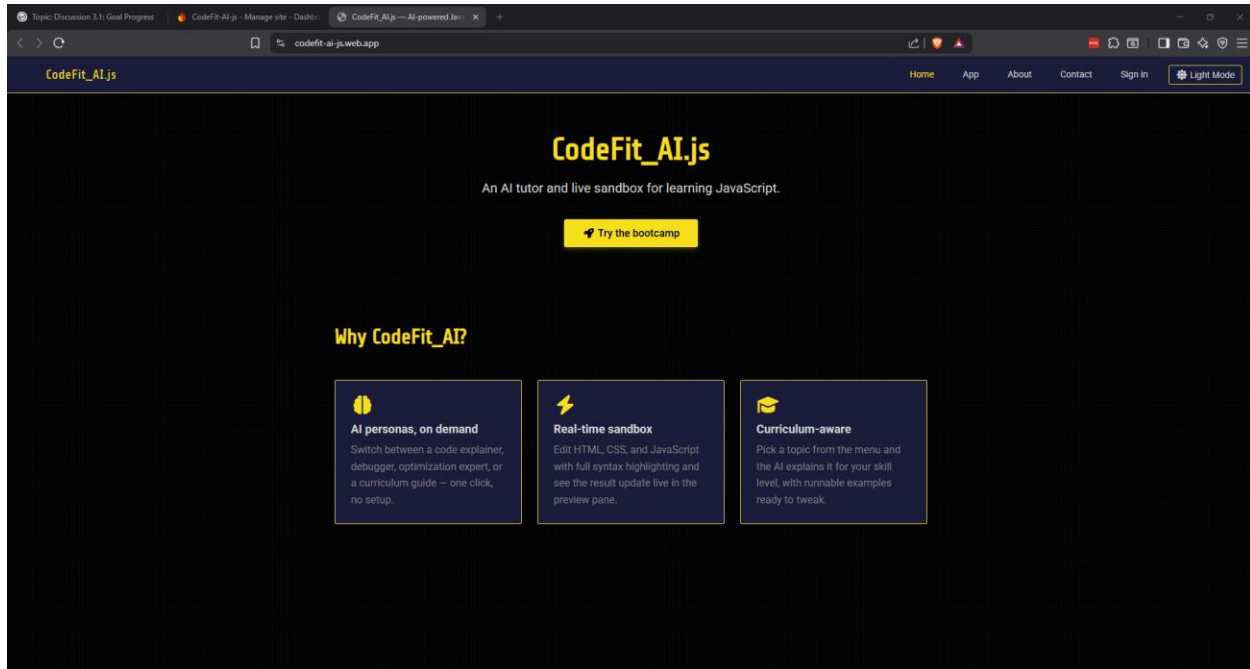 Topic: Discussion 3.1: Goal Progress
CodeFit-AI-js - Manage site - Dashb
CodeFit_AI.js — AI-powered Jav
codefit-ai-js.web.app
CodeFit_AI.js
Home
App
About
Contact
Sign in
Light Mode
CodeFit_AI.js
An AI tutor and live sandbox for learning JavaScript.
Try the bootcamp
Why CodeFit_AI?
AI personas, on demand
Switch between a code explainer,
debugger, optimization expert, or
a curriculum guide — one click,
no setup.
Real-time sandbox
Edit HTML, CSS, and JavaScript
with full syntax highlighting and
see the result update live in the
preview pane.
Curriculum-aware
Pick a topic from the menu and
the AI explains it for your skill
level, with runnable examples
ready to tweak.